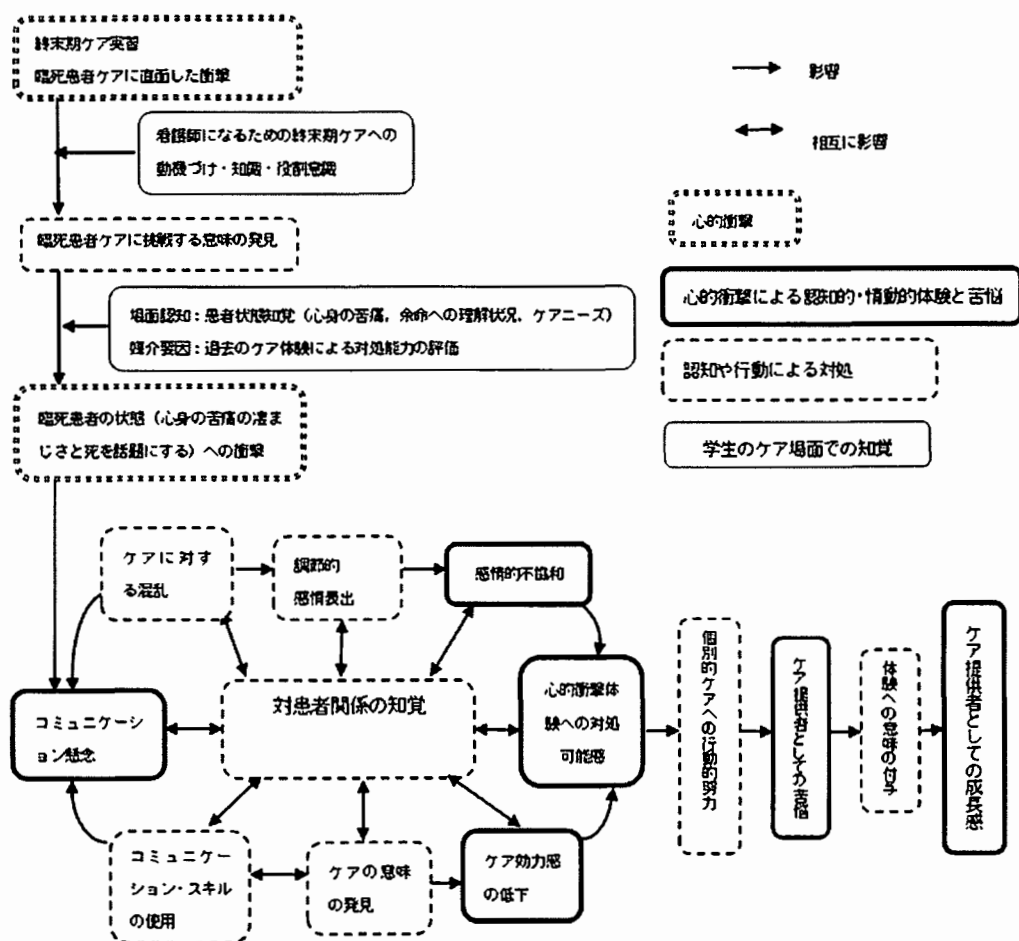 終末期ケア実習
臨死患者ケアに直面した衝撃
影響
看護師になるための終末期ケアへの
動機づけ・知識・役割意識
相互に影響
心的衝撃
臨死患者ケアに挑戦する意味の発見
心的衝撃による認知的・情動的体験と苦悩
場面認知：患者状態知覚（心身の苦痛，余命への理解状況，ケアニーズ）
媒介要因：過去のケア体験による対処能力の評価
認知や行動による対処
臨死患者の状態（心身の苦痛の凄ま
じさと死を話題にする）への衝撃
学生のケア場面での知覚
ケアに対す
る混乱
調節的
感情表出
感情的不協和
コミュニケーシ
ョン懸念
対患者関係の知覚
心的衝撃体
験への対処
可能感
個別的ケアへの行動的努力
ケア提供者としての苦悩
体験への意味の付与
ケア提供者としての成長感
コミュニケー
ション・スキル
の使用
ケアの意味
の発見
ケア効力感
の低下